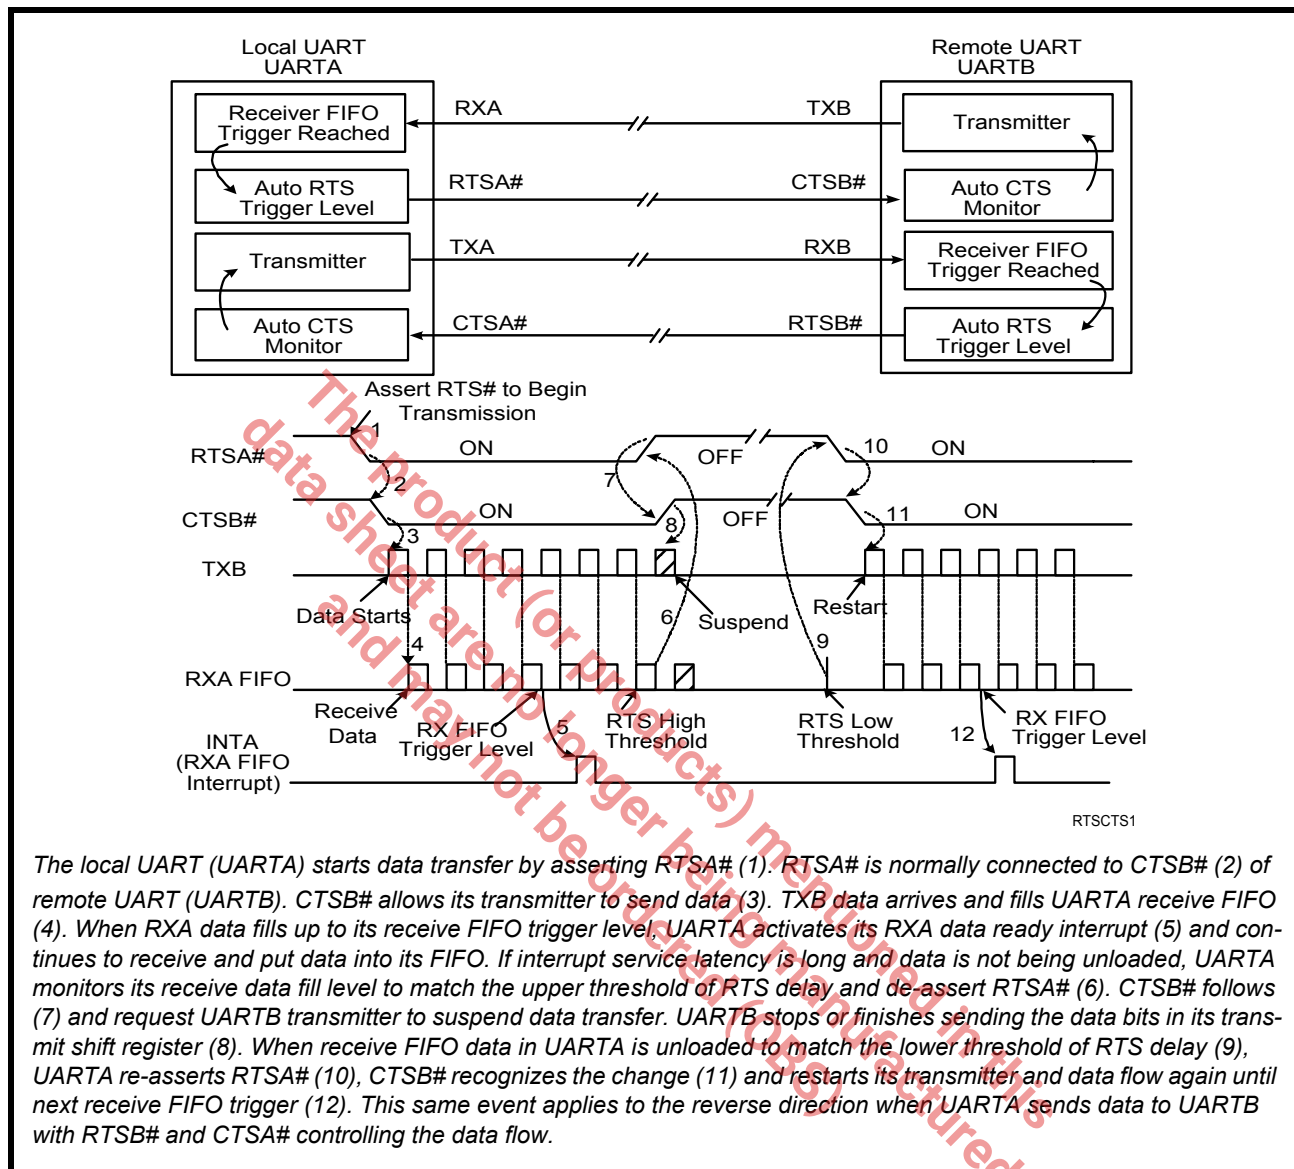 Local UART
UARTA
Remote UART
UARTB
Receiver FIFO
Trigger Reached
RXA
TXB
Transmitter
Auto RTS
Trigger Level
RTSA#
CTSB#
Auto CTS
Monitor
Transmitter
TXA
RXB
Receiver FIFO
Trigger Reached
Auto CTS
Monitor
CTSA#
RTSB#
Auto RTS
Trigger Level
Assert RTS# to Begin
Transmission
1
RTSA#
ON
OFF
ON
7
10
2
CTSB#
ON
OFF
ON
3
8
11
TXB
Data Starts
Suspend
Restart
4
6
9
RXA FIFO
Receive
Data
RX FIFO
Trigger Level
5
RTS High
Threshold
RTS Low
Threshold
12
RX FIFO
Trigger Level
INTA
(RXA FIFO
Interrupt)
RTSCTS1
The local UART (UARTA) starts data transfer by asserting RTSA# (1). RTSA# is normally connected to CTSB# (2) of
remote UART (UARTB). CTSB# allows its transmitter to send data (3). TXB data arrives and fills UARTA receive FIFO
(4). When RXA data fills up to its receive FIFO trigger level, UARTA activates its RXA data ready interrupt (5) and con-
tinues to receive and put data into its FIFO. If interrupt service latency is long and data is not being unloaded, UARTA
monitors its receive data fill level to match the upper threshold of RTS delay and de-assert RTSA# (6). CTSB# follows
(7) and request UARTB transmitter to suspend data transfer. UARTB stops or finishes sending the data bits in its trans-
mit shift register (8). When receive FIFO data in UARTA is unloaded to match the lower threshold of RTS delay (9),
UARTA re-asserts RTSA# (10), CTSB# recognizes the change (11) and restarts its transmitter and data flow again until
next receive FIFO trigger (12). This same event applies to the reverse direction when UARTA sends data to UARTB
with RTSB# and CTSA# controlling the data flow.
The product (or products) mentioned in this
data sheet are no longer being manufactured
and may not be ordered (OBS)